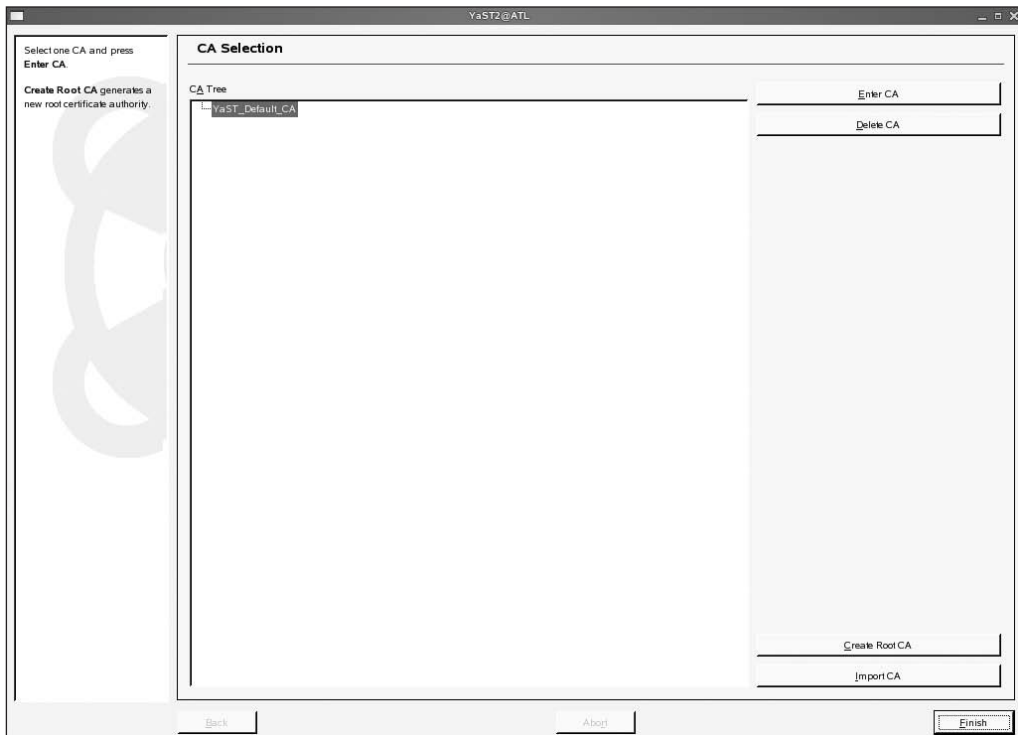 YaST2@ATL
Select one CA and press
Enter CA.
Create Root CA generates a
new root certificate authority.
CA Selection
CA Tree
YaST_Default_CA
Enter CA
Delete CA
Create Root CA
Import CA
Back
Abort
Finish